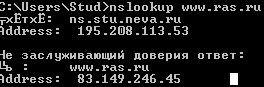 C:\Users\Stud>nslookup www.ras.ru
╤хЁтхЁ: ns.stu.neva.ru
Address: 195.208.113.53
Не заслуживающий доверия ответ:
www.ras.ru
Address: 83.149.246.45